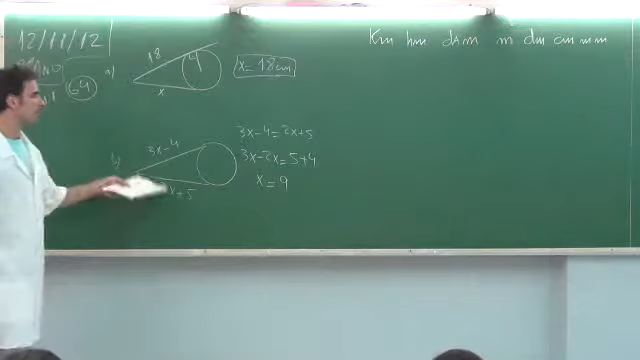 12/11/12
Km hm dam m dm cm mm
64
a)
18
x
x = 18cm
b)
3x-4
x+5
3x-4=2x+5
3x-2x=5+4
x=9